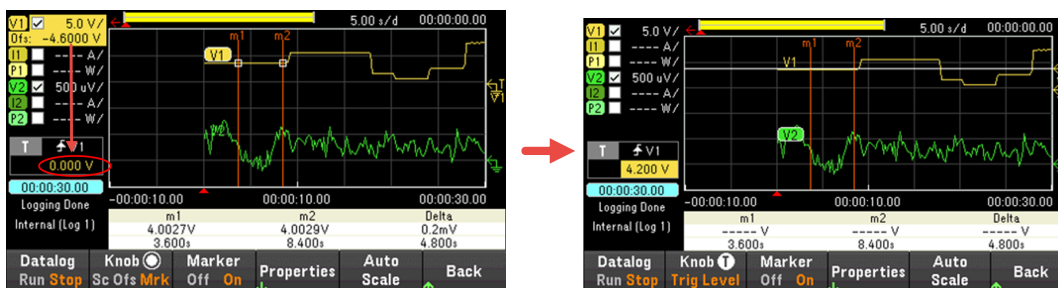 V1 5.0 V/
Ofs: -4.6000 V
I1 ---- A/
P1 ---- W/
V2 500 uV/
I2 ---- A/
P2 ---- W/
T V1
0.000 V
00:00:30.00
Logging Done
Internal (Log 1)
5.00 s/d 00:00:00.00
m1 m2
V1
V2
T
V1
-00:00:10.00 00:00:10.00 00:00:30.00
m1 m2 Delta
4.0027V 4.0029V 0.2mV
3.600s 8.400s 4.800s
Datalog Knob Marker Properties Auto Back
Run Stop Sc Ofs Mrk Off On Scale
V1 5.0 V/
I1 ---- A/
P1 ---- W/
V2 500 uV/
I2 ---- A/
P2 ---- W/
T V1
4.200 V
00:00:30.00
Logging Done
Internal (Log 1)
5.00 s/d 00:00:00.00
m1 m2
V1
V2
-00:00:10.00 00:00:10.00 00:00:30.00
m1 m2 Delta
----- V ----- V ----- V
3.600s 8.400s 4.800s
Datalog Knob T Marker Properties Auto Back
Run Stop Trig Level Off On Scale